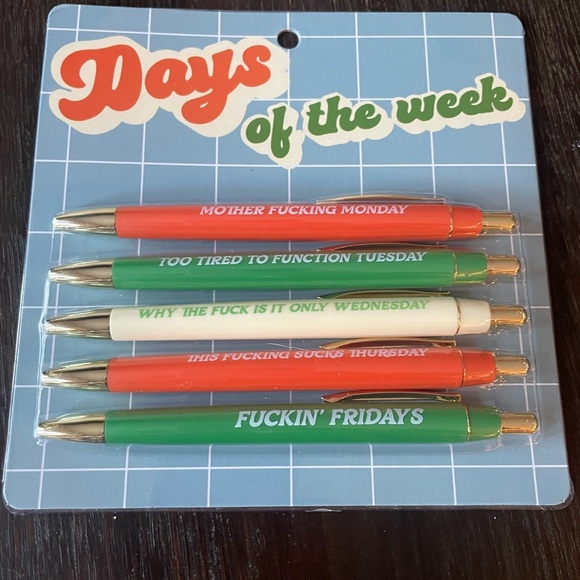 Days
of the week
MOTHER FUCKING MONDAY
TOO TIRED TO FUNCTION TUESDAY
WHY THE FUCK IS IT ONLY WEDNESDAY
THIS FUCKING SUCKS THURSDAY
FUCKIN' FRIDAYS